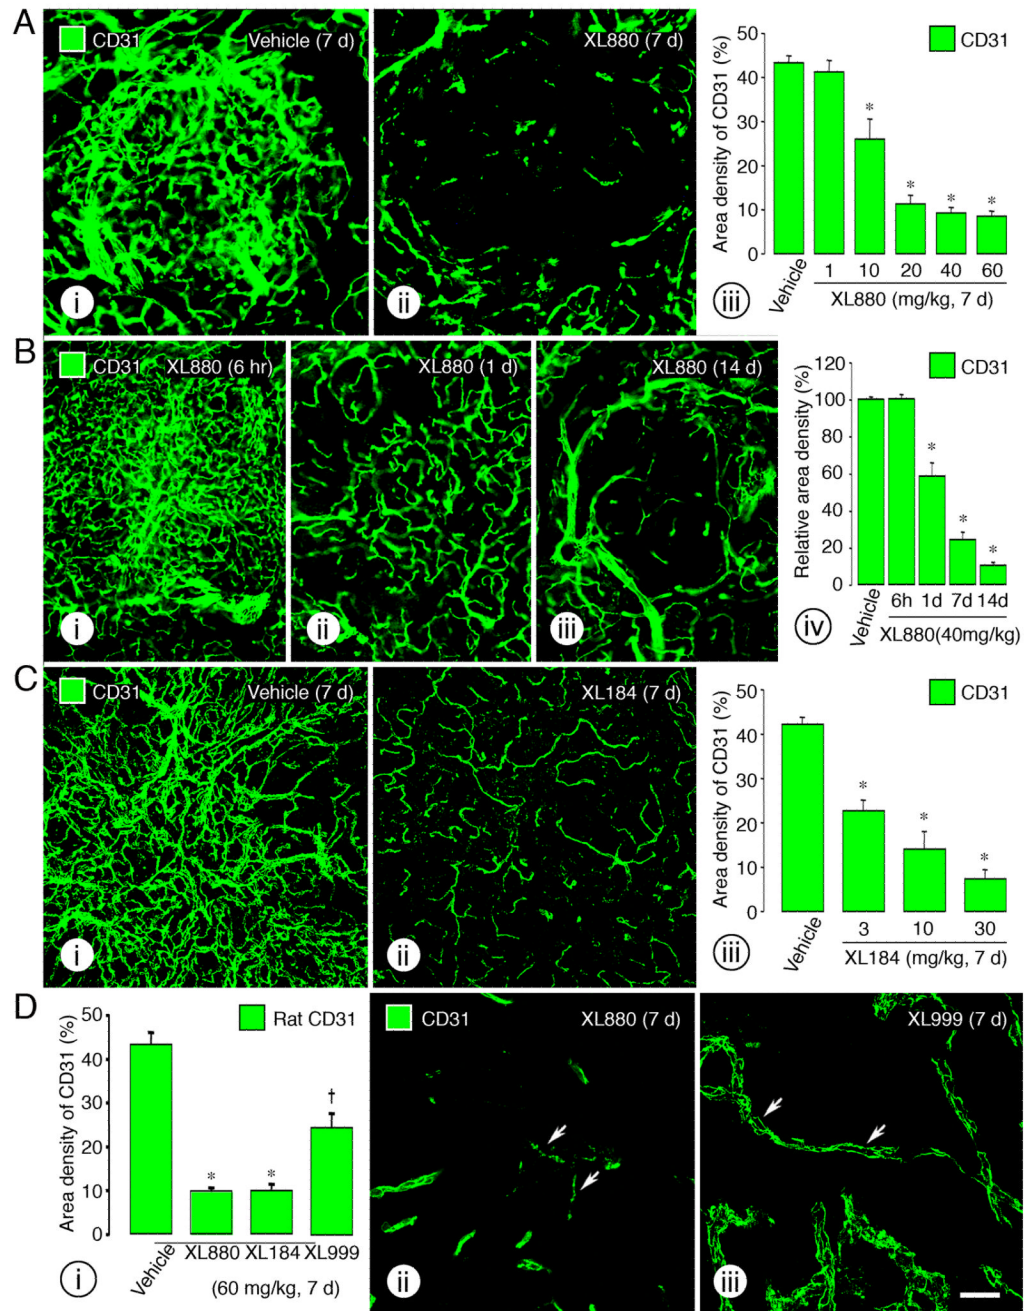 A
CD31
Vehicle (7 d)
i
XL880 (7 d)
ii
CD31
Area density of CD31 (%)
50
40
30
20
10
0
*
*
*
*
Vehicle
1
10
20
40
60
XL880 (mg/kg, 7 d)
iii
B
CD31
XL880 (6 hr)
i
XL880 (1 d)
ii
XL880 (14 d)
iii
CD31
Relative area density (%)
120
100
80
60
40
20
0
*
*
*
Vehicle
6h
1d
7d
14d
XL880(40mg/kg)
iv
C
CD31
Vehicle (7 d)
i
XL184 (7 d)
ii
CD31
Area density of CD31 (%)
50
40
30
20
10
0
*
*
*
Vehicle
3
10
30
XL184 (mg/kg, 7 d)
iii
D
Rat CD31
Area density of CD31 (%)
50
40
30
20
10
0
*
*
†
Vehicle
XL880
XL184
XL999
(60 mg/kg, 7 d)
i
CD31
XL880 (7 d)
ii
XL999 (7 d)
iii